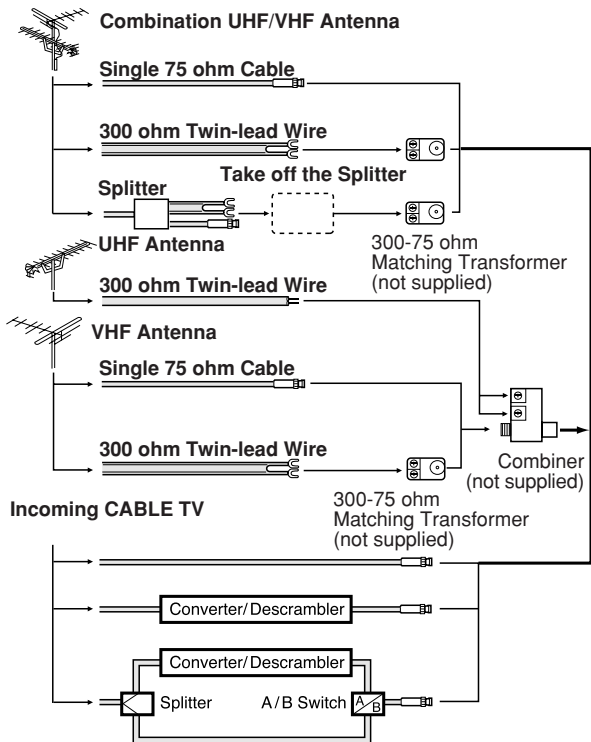 Combination UHF/VHF Antenna
Single 75 ohm Cable
300 ohm Twin-lead Wire
Take off the Splitter
Splitter
UHF Antenna
300-75 ohm
Matching Transformer
(not supplied)
300 ohm Twin-lead Wire
VHF Antenna
Single 75 ohm Cable
300 ohm Twin-lead Wire
Combiner
(not supplied)
Incoming CABLE TV
300-75 ohm
Matching Transformer
(not supplied)
Converter/Descrambler
Converter/Descrambler
Splitter
A/B Switch
A
B